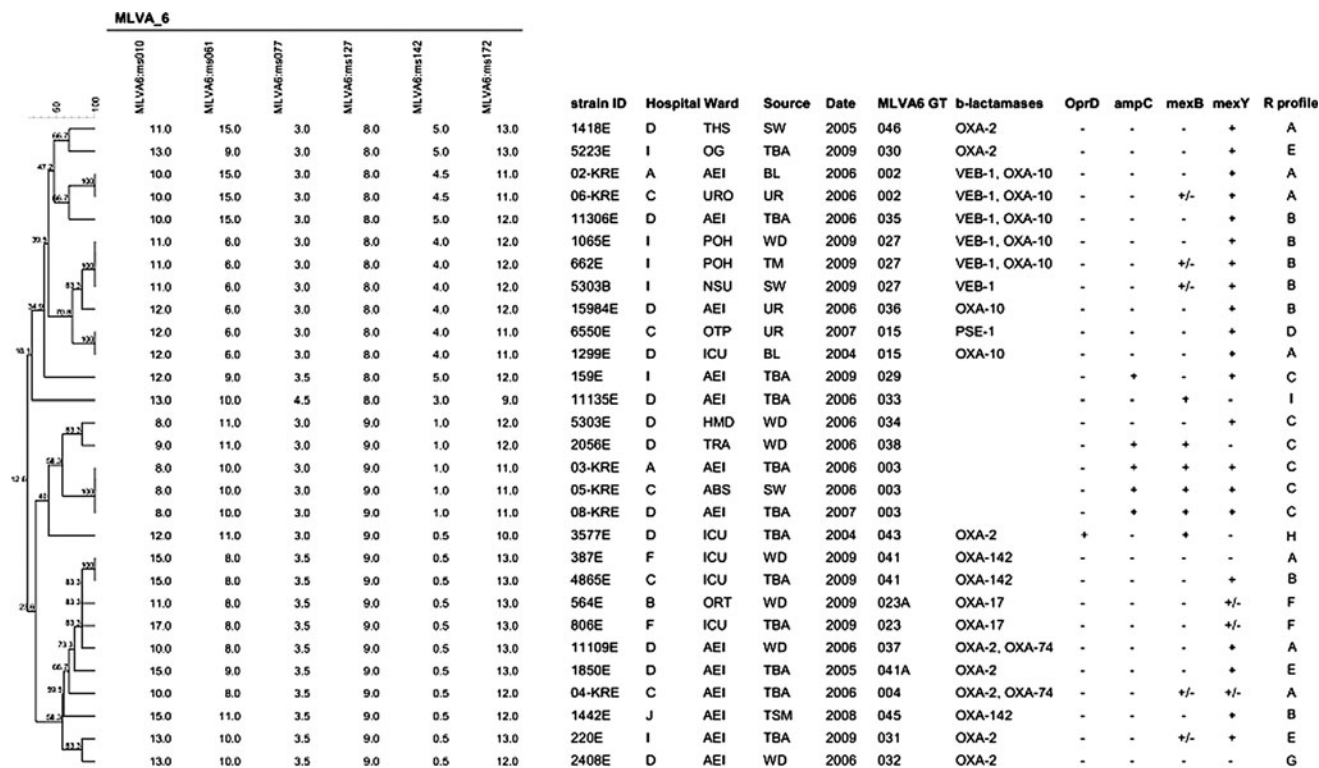 MLVA_6
MLVA6:ms010 MLVA6:ms061 MLVA6:ms077 MLVA6:ms127 MLVA6:ms142 MLVA6:ms172
100
strain ID Hospital Ward Source Date MLVA6 GT b-lactamases OprD ampC mexB mexY R profile
11.0 15.0 3.0 8.0 5.0 13.0 1418E D THS SW 2005 046 OXA-2 - - - + A
13.0 9.0 3.0 8.0 5.0 13.0 5223E I OG TBA 2009 030 OXA-2 - - - + E
10.0 15.0 3.0 8.0 4.5 11.0 02-KRE A AEI BL 2006 002 VEB-1, OXA-10 - - - + A
10.0 15.0 3.0 8.0 4.5 11.0 06-KRE C URO UR 2006 002 VEB-1, OXA-10 - - +/- + A
10.0 15.0 3.0 8.0 5.0 12.0 11306E D AEI TBA 2006 035 VEB-1, OXA-10 - - - + B
11.0 6.0 3.0 8.0 4.0 12.0 1065E I POH WD 2009 027 VEB-1, OXA-10 - - - + B
11.0 6.0 3.0 8.0 4.0 12.0 662E I POH TM 2009 027 VEB-1, OXA-10 - - +/- + B
11.0 6.0 3.0 8.0 4.0 12.0 5303B I NSU SW 2009 027 VEB-1 - - +/- + B
12.0 6.0 3.0 8.0 4.0 12.0 15984E D AEI UR 2006 036 OXA-10 - - - + B
12.0 6.0 3.0 8.0 4.0 11.0 6550E C OTP UR 2007 015 PSE-1 - - - + D
12.0 6.0 3.0 8.0 4.0 11.0 1299E D ICU BL 2004 015 OXA-10 - - - + A
12.0 9.0 3.5 8.0 5.0 12.0 159E I AEI TBA 2009 029 - + - + C
13.0 10.0 4.5 8.0 3.0 9.0 11135E D AEI TBA 2006 033 - - + - I
8.0 11.0 3.0 9.0 1.0 12.0 5303E D HMD WD 2006 034 - - - + C
9.0 11.0 3.0 9.0 1.0 12.0 2056E D TRA WD 2006 038 - + + - C
8.0 10.0 3.0 9.0 1.0 11.0 03-KRE A AEI TBA 2006 003 - + + + C
8.0 10.0 3.0 9.0 1.0 11.0 05-KRE C ABS SW 2006 003 - + + + C
8.0 10.0 3.0 9.0 1.0 11.0 08-KRE D AEI TBA 2007 003 - + + + C
12.0 11.0 3.0 9.0 0.5 10.0 3577E D ICU TBA 2004 043 OXA-2 + - + - H
15.0 8.0 3.5 9.0 0.5 13.0 387E F ICU WD 2009 041 OXA-142 - - - - A
15.0 8.0 3.5 9.0 0.5 13.0 4865E C ICU TBA 2009 041 OXA-142 - - - + B
11.0 8.0 3.5 9.0 0.5 13.0 564E B ORT WD 2009 023A OXA-17 - - - +/- F
17.0 8.0 3.5 9.0 0.5 13.0 806E F ICU TBA 2009 023 OXA-17 - - - +/- F
10.0 8.0 3.5 9.0 0.5 13.0 11109E D AEI WD 2006 037 OXA-2, OXA-74 - - - + A
15.0 9.0 3.5 9.0 0.5 13.0 1850E D AEI TBA 2005 041A OXA-2 - - - + E
10.0 8.0 3.5 9.0 0.5 12.0 04-KRE C AEI TBA 2006 004 OXA-2, OXA-74 - - +/- +/- A
15.0 11.0 3.5 9.0 0.5 12.0 1442E J AEI TSM 2008 045 OXA-142 - - - + B
13.0 10.0 3.5 9.0 0.5 12.0 220E I AEI TBA 2009 031 OXA-2 - - +/- + E
13.0 10.0 3.5 9.0 0.5 12.0 2408E D AEI WD 2006 032 OXA-2 - - - - G